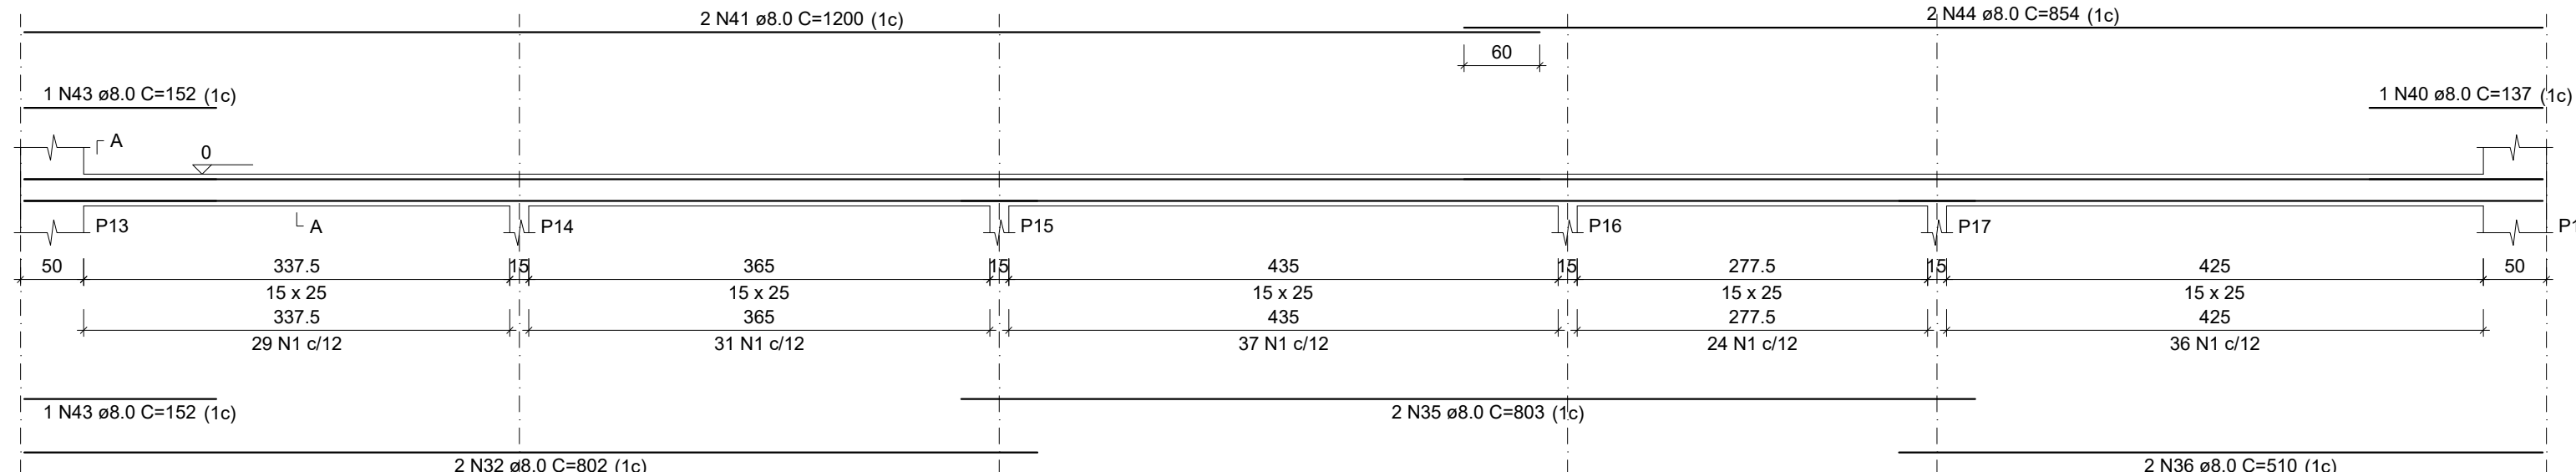 2 N41 ø8.0 C=1200 (1c)
2 N44 ø8.0 C=854 (1c)
60
1 N43 ø8.0 C=152 (1c)
1 N40 ø8.0 C=137 (1c)
A
0
P13
A
P14
P15
P16
P17
50 337.5 15 365 15 435 15 277.5 15 425 50
15 x 25 15 x 25 15 x 25 15 x 25 15 x 25
337.5 365 435 277.5 425
29 N1 c/12 31 N1 c/12 37 N1 c/12 24 N1 c/12 36 N1 c/12
1 N43 ø8.0 C=152 (1c)
2 N35 ø8.0 C=803 (1c)
2 N32 ø8.0 C=802 (1c)
2 N36 ø8.0 C=510 (1c)